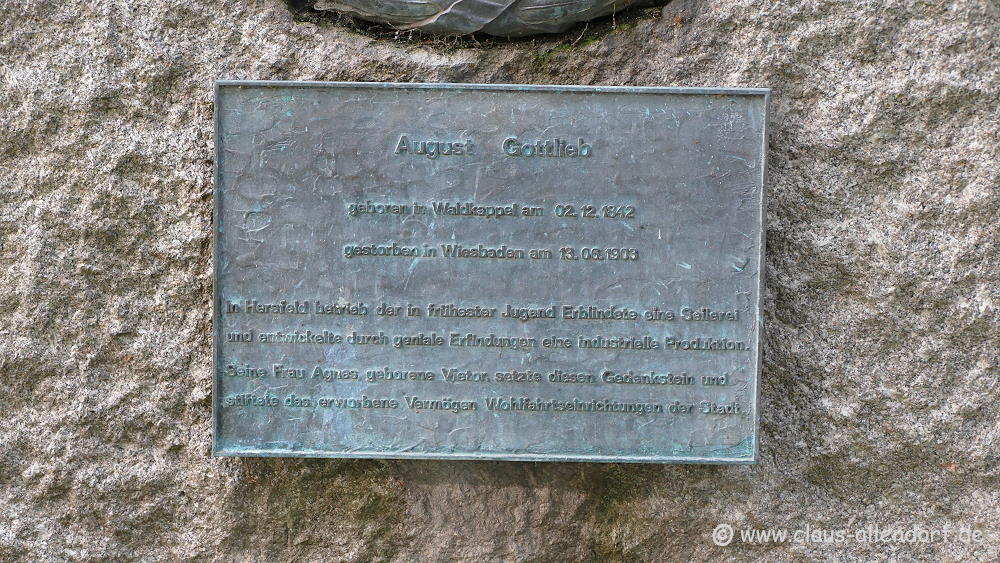 August Gottlieb
geboren in Waldkappel am 02.12.1842
gestorben in Wiesbaden am 13.06.1903
In Hersfeld betrieb der in frühester Jugend Erblindete eine Seilerei
und entwickelte durch geniale Erfindungen eine industrielle Produktion.
Seine Frau Agnes, geborene Vietor, setzte diesen Gedenkstein und
stiftete das erworbene Vermögen Wohlfahrtseinrichtungen der Stadt.
© www.claus-allendorf.de